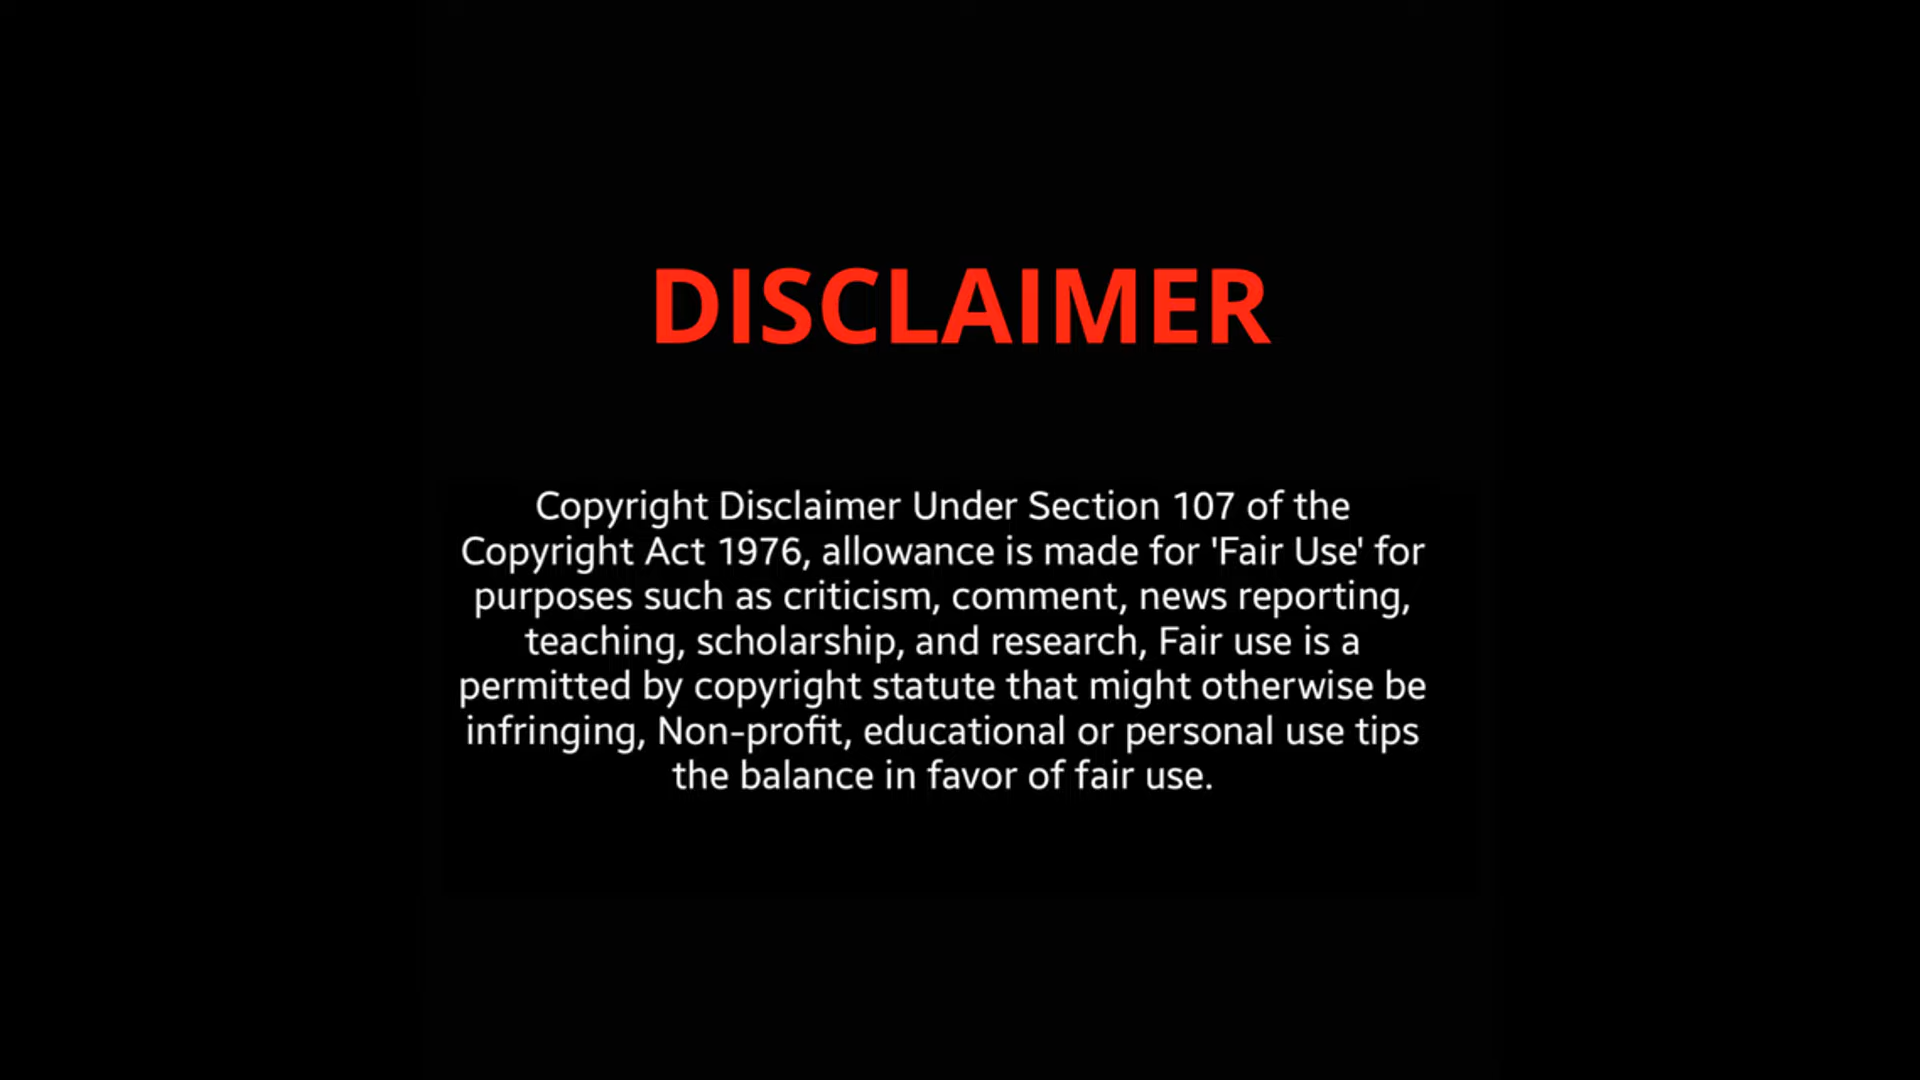 DISCLAIMER
Copyright Disclaimer Under Section 107 of the
Copyright Act 1976, allowance is made for 'Fair Use' for
purposes such as criticism, comment, news reporting,
teaching, scholarship, and research, Fair use is a
permitted by copyright statute that might otherwise be
infringing, Non-profit, educational or personal use tips
the balance in favor of fair use.